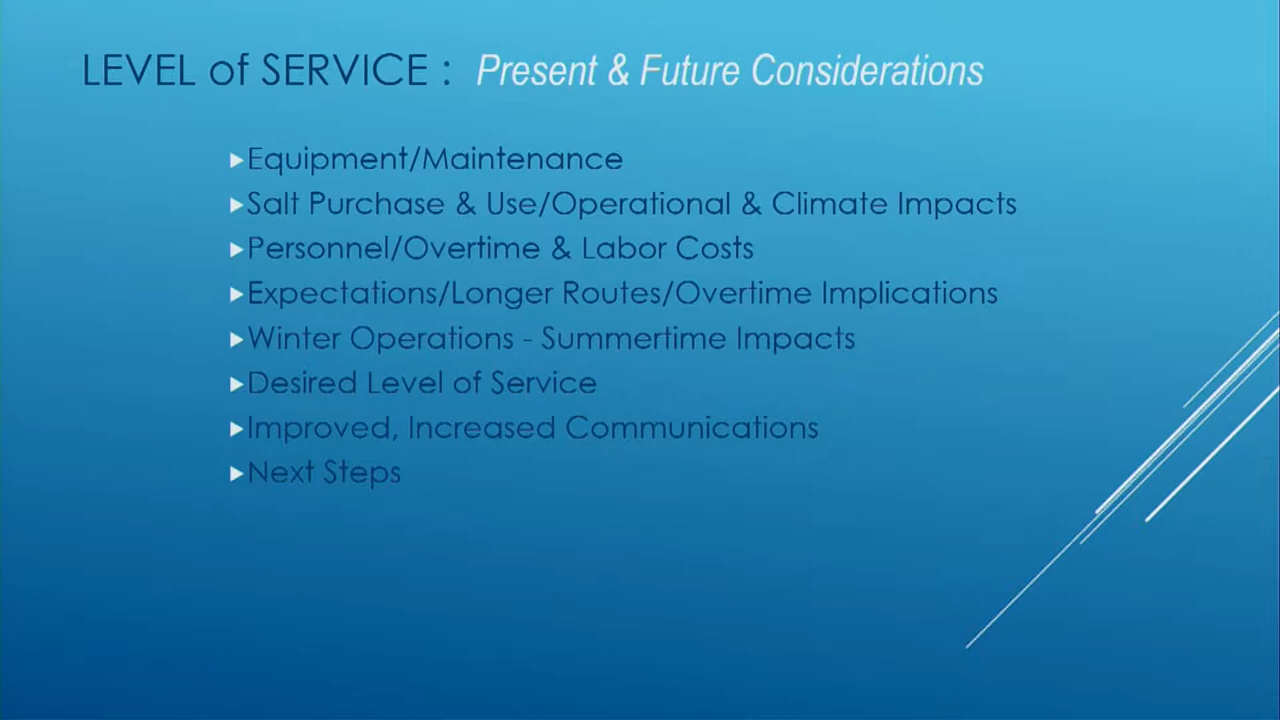 LEVEL of SERVICE : Present & Future Considerations
Equipment/Maintenance
Salt Purchase & Use/Operational & Climate Impacts
Personnel/Overtime & Labor Costs
Expectations/Longer Routes/Overtime Implications
Winter Operations - Summertime Impacts
Desired Level of Service
Improved, Increased Communications
Next Steps